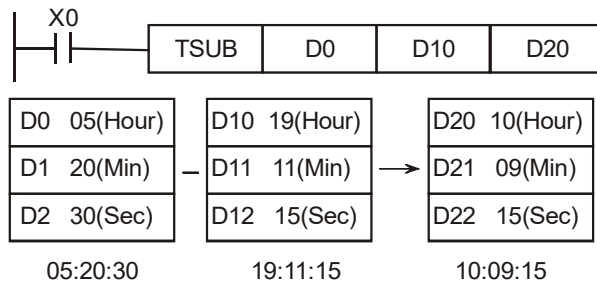 X0
TSUB D0 D10 D20
D0 05(Hour) D10 19(Hour) D20 10(Hour)
D1 20(Min) – D11 11(Min) → D21 09(Min)
D2 30(Sec) D12 15(Sec) D22 15(Sec)
05:20:30 19:11:15 10:09:15